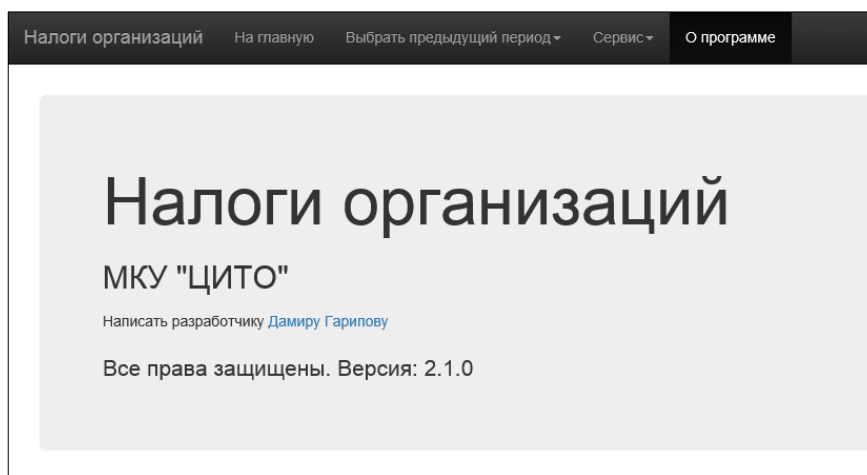 Налоги организаций На главную Выбрать предыдущий период Сервис О программе
Налоги организаций
МКУ "ЦИТО"
Написать разработчику Дамиру Гарипову
Все права защищены. Версия: 2.1.0